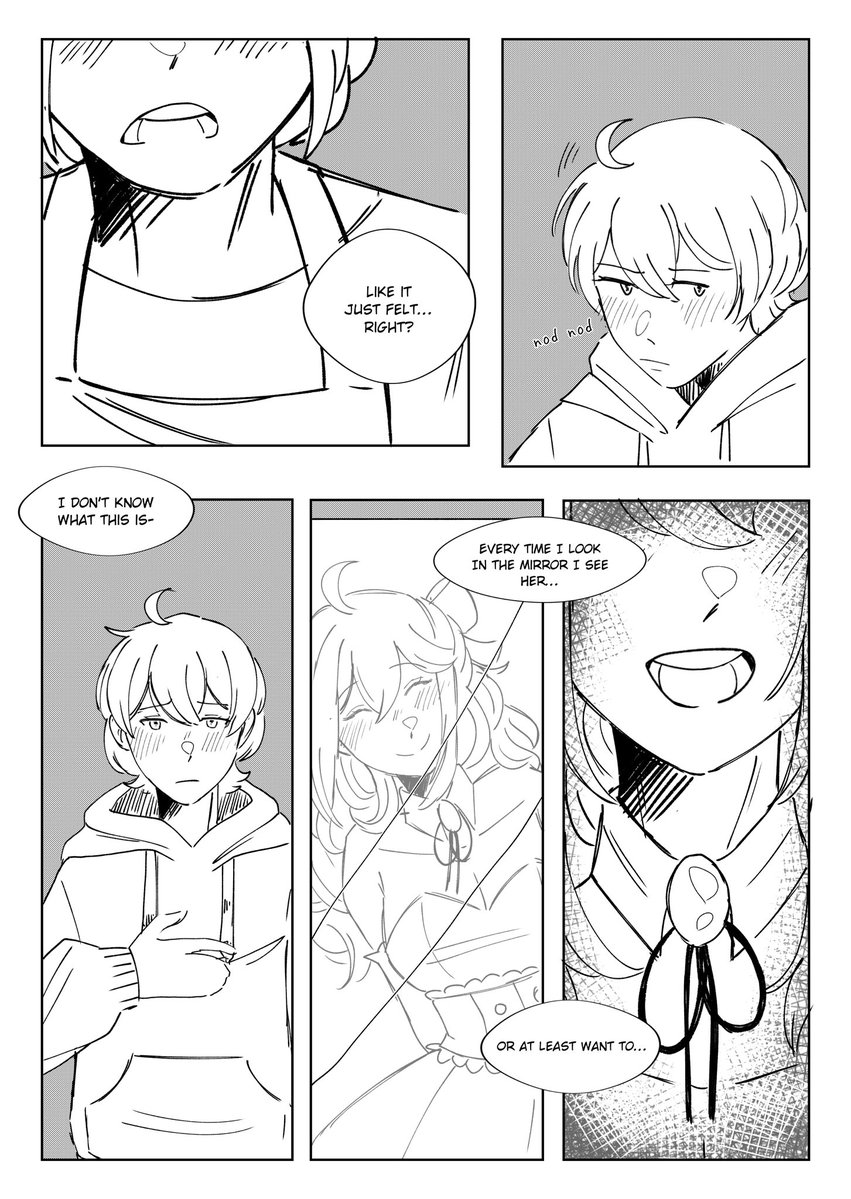 LIKE IT
JUST FELT...
RIGHT?
nod nod
I DON'T KNOW
WHAT THIS IS-
EVERY TIME I LOOK
IN THE MIRROR I SEE
HER...
OR AT LEAST WANT TO...